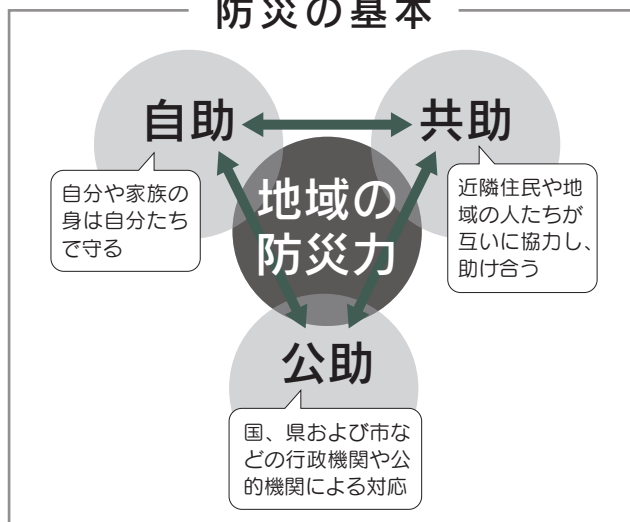 防災の基本
自助
共助
自分や家族の
身は自分たち
で守る
近隣住民や地
域の人たちが
互いに協力し、
助け合う
地域の
防災力
公助
国、県および市な
どの行政機関や公
的機関による対応